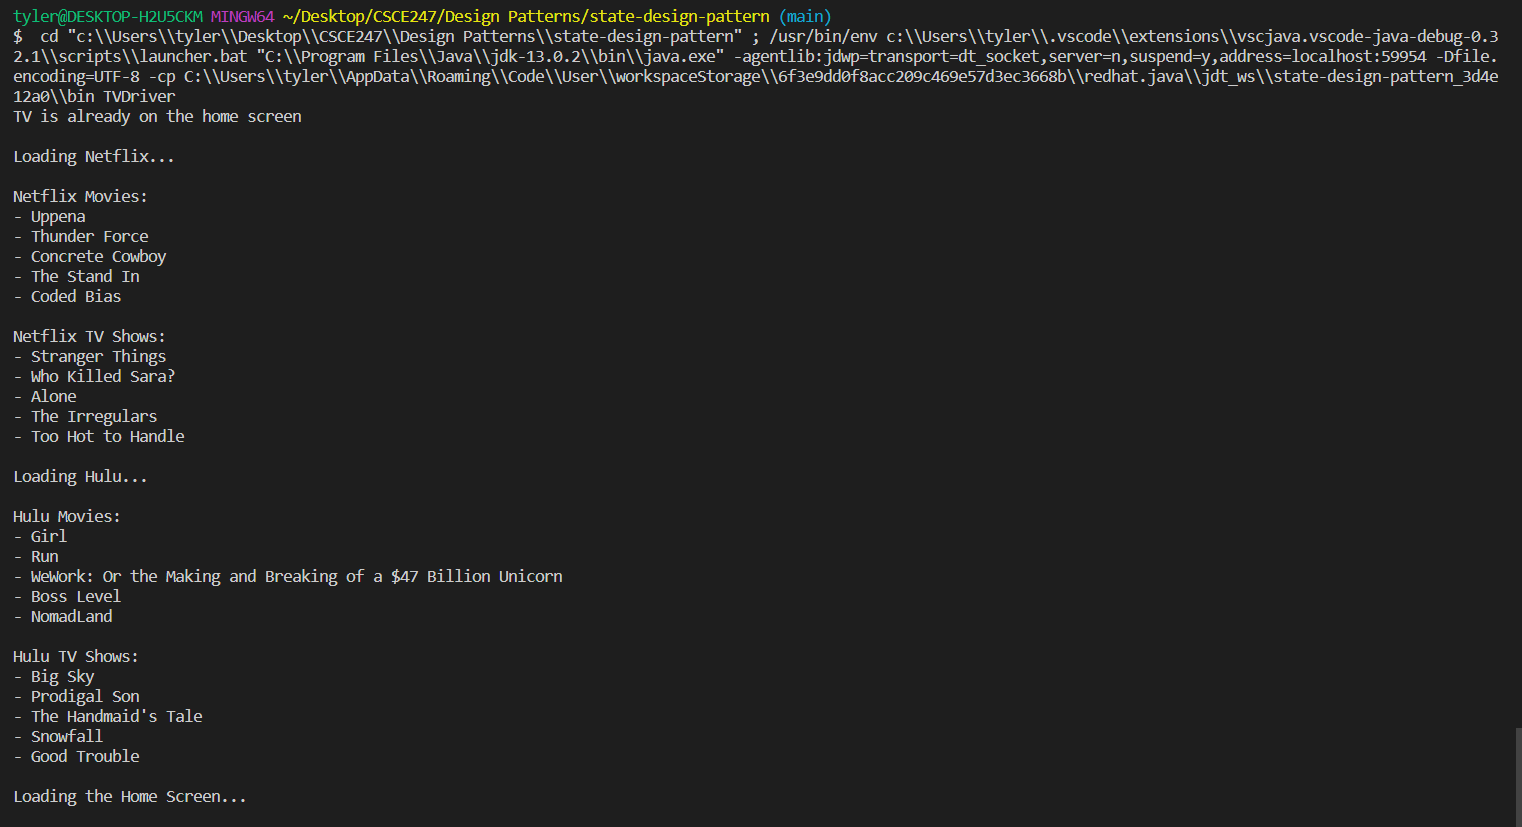 tyler@DESKTOP-H2U5CKM MINGW64 ~/Desktop/CSCE247/Design Patterns/state-design-pattern (main)
$  cd "c:\\Users\\tyler\\Desktop\\CSCE247\\Design Patterns\\state-design-pattern" ; /usr/bin/env c:\\Users\\tyler\\.vscode\\extensions\\vscjava.vscode-java-debug-0.3
2.1\\scripts\\launcher.bat "C:\\Program Files\\Java\\jdk-13.0.2\\bin\\java.exe" -agentlib:jdwp=transport=dt_socket,server=n,suspend=y,address=localhost:59954 -Dfile.
encoding=UTF-8 -cp C:\\Users\\tyler\\AppData\\Roaming\\Code\\User\\workspaceStorage\\6f3e9dd0f8acc209c469e57d3ec3668b\\redhat.java\\jdt_ws\\state-design-pattern_3d4e
12a0\\bin TVDriver
TV is already on the home screen

Loading Netflix...

Netflix Movies:
- Uppena
- Thunder Force
- Concrete Cowboy
- The Stand In
- Coded Bias

Netflix TV Shows:
- Stranger Things
- Who Killed Sara?
- Alone
- The Irregulars
- Too Hot to Handle

Loading Hulu...

Hulu Movies:
- Girl
- Run
- WeWork: Or the Making and Breaking of a $47 Billion Unicorn
- Boss Level
- NomadLand

Hulu TV Shows:
- Big Sky
- Prodigal Son
- The Handmaid's Tale
- Snowfall
- Good Trouble

Loading the Home Screen...